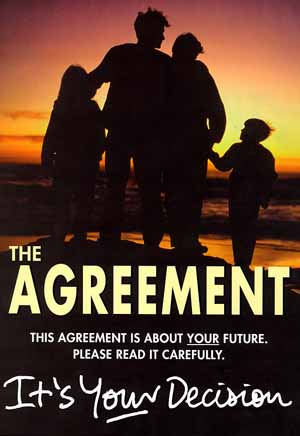 THE
AGREEMENT
THIS AGREEMENT IS ABOUT YOUR FUTURE.
PLEASE READ IT CAREFULLY.
It's Your Decision